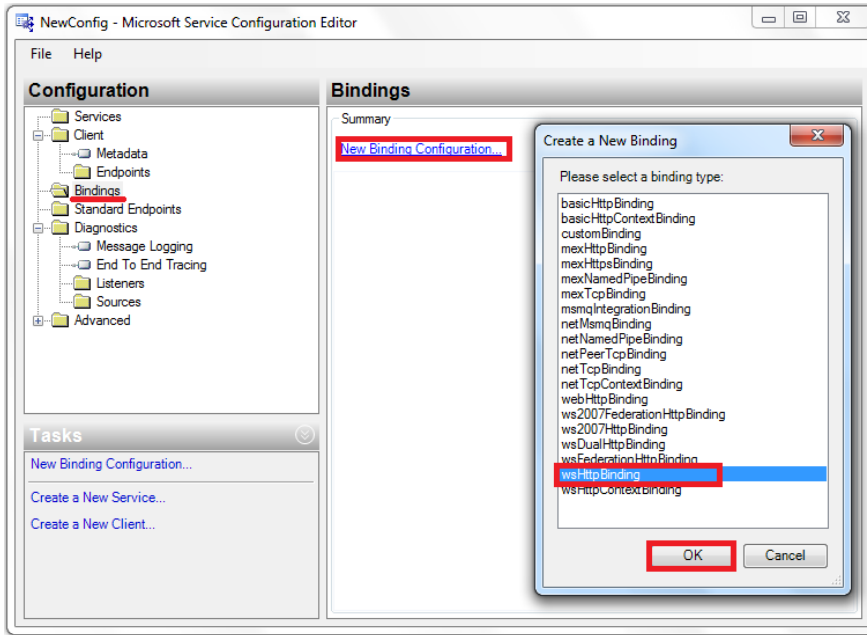 NewConfig - Microsoft Service Configuration Editor
File Help
Configuration
Services
Client
Metadata
Endpoints
Bindings
Standard Endpoints
Diagnostics
Message Logging
End To End Tracing
Listeners
Sources
Advanced
Tasks
New Binding Configuration...
Create a New Service...
Create a New Client...
Bindings
Summary
New Binding Configuration...
Create a New Binding
Please select a binding type:
basicHttpBinding
basicHttpContextBinding
customBinding
mexHttpBinding
mexHttpsBinding
mexNamedPipeBinding
mexTcpBinding
msmqIntegrationBinding
netMsmqBinding
netNamedPipeBinding
netPeerTcpBinding
netTcpBinding
netTcpContextBinding
webHttpBinding
ws2007FederationHttpBinding
ws2007HttpBinding
wsDualHttpBinding
wsFederationHttpBinding
wsHttpBinding
wsHttpContextBinding
OK Cancel